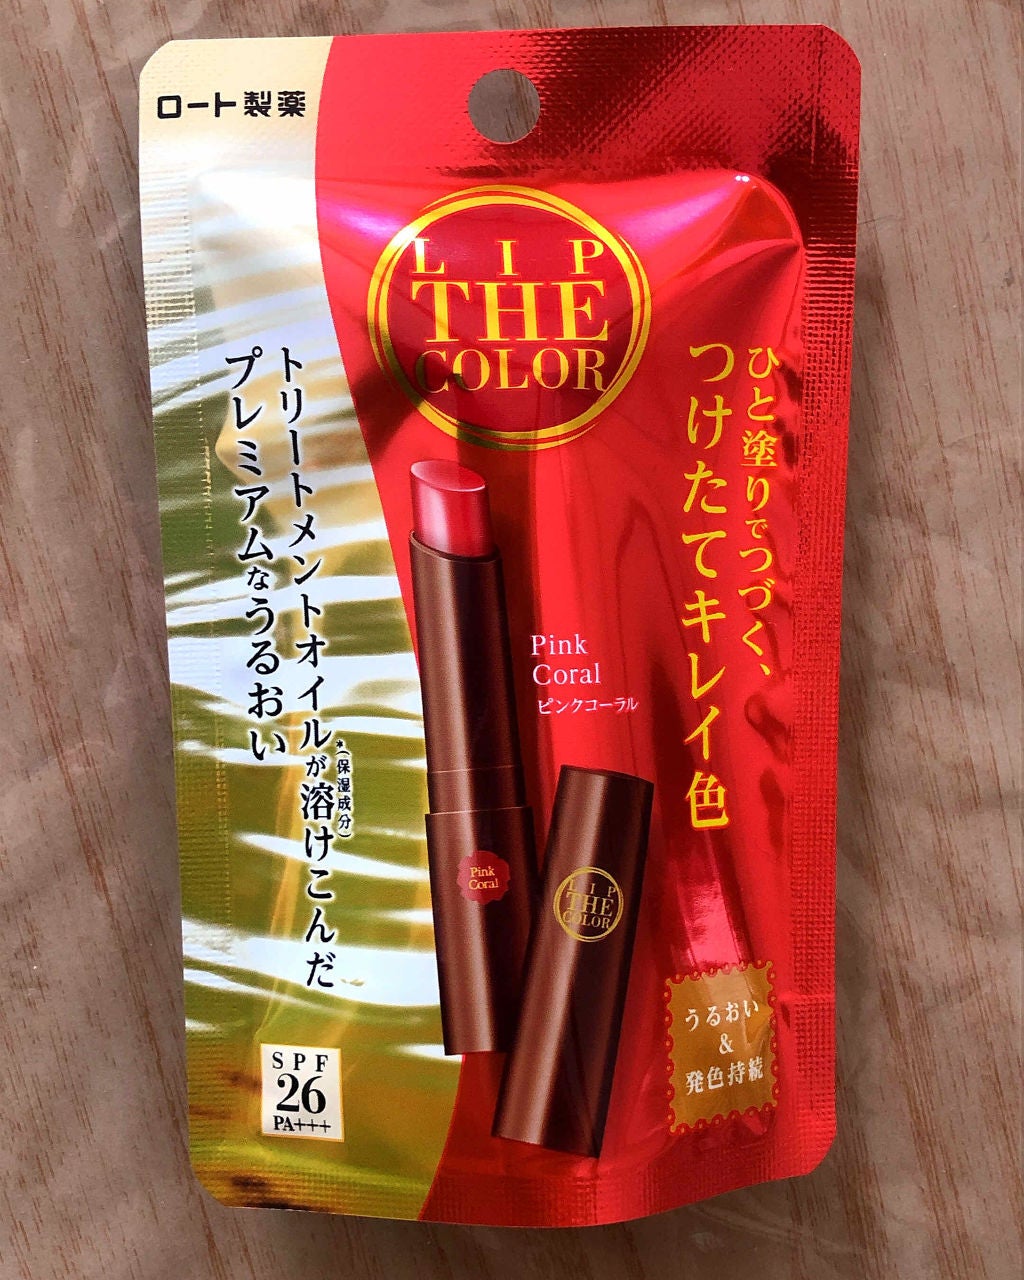 ロート製薬
LIP
THE
COLOR
ひと塗りでつづく、
つけたてキレイ色
トリートメントオイルが溶けこんだ
*(保湿成分)
プレミアムなうるおい
Pink
Coral
ピンクコーラル
Pink
Coral
LIP
THE
COLOR
うるおい
&
発色持続
SPF
26
PA+++